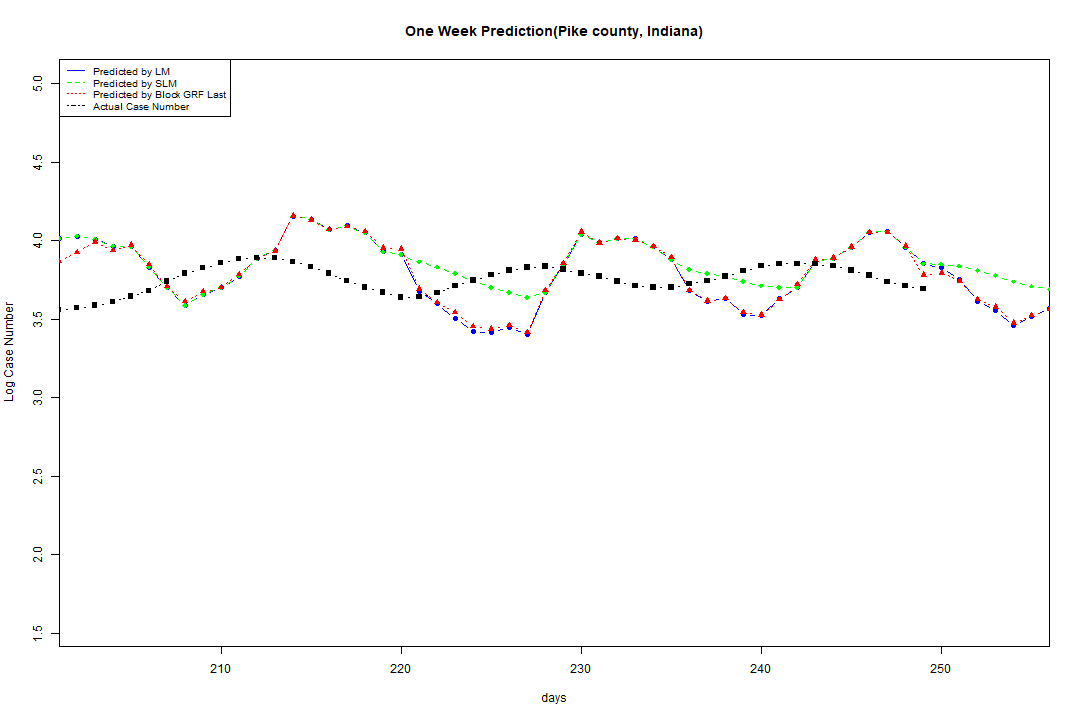 One Week Prediction(Pike county, Indiana)
Predicted by LM
Predicted by SLM
Predicted by Block GRF Last
Actual Case Number
5.0
4.5
4.0
3.5
3.0
2.5
2.0
1.5
Log Case Number
210 220 230 240 250
days